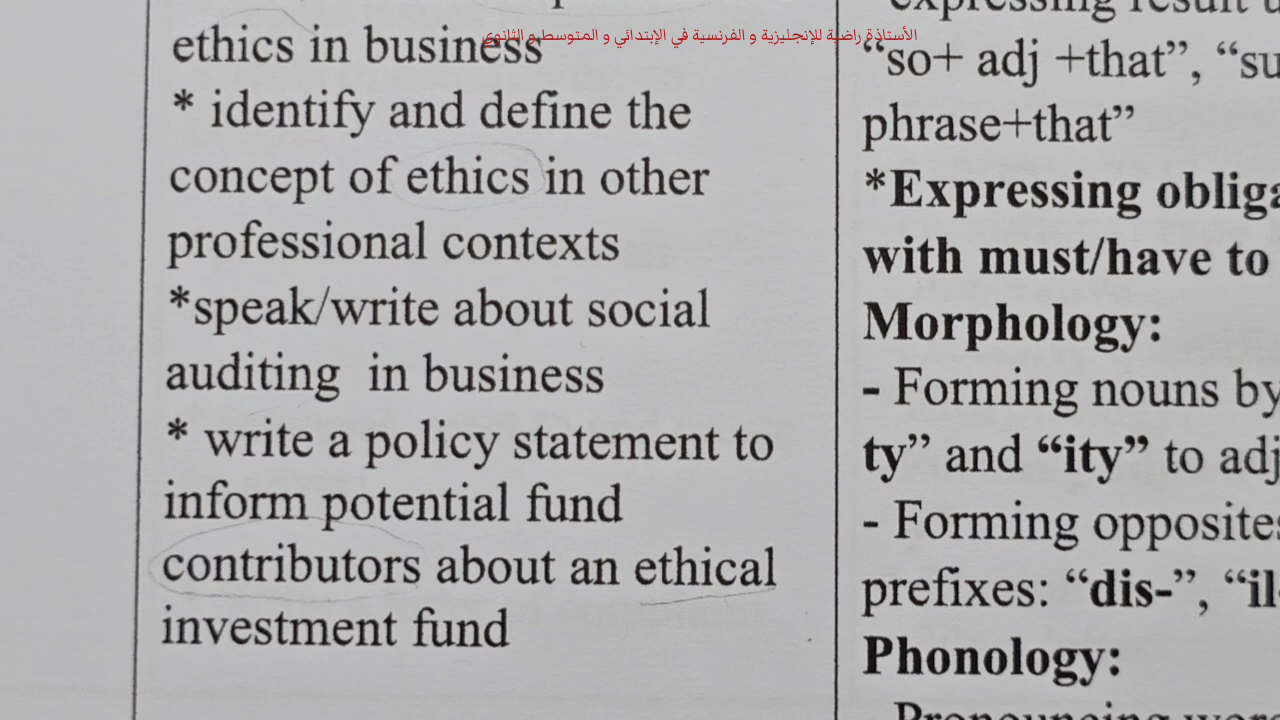 الأستاذة راضية للإنجليزية و الفرنسية في الإبتدائي و المتوسط و الثانوي
ethics in business
* identify and define the
concept of ethics in other
professional contexts
*speak/write about social
auditing in business
* write a policy statement to
inform potential fund
contributors about an ethical
investment fund
expressing result
“so+ adj +that”, “su
phrase+that”
*Expressing obliga
with must/have to
Morphology:
- Forming nouns by
ty” and “ity” to adj
- Forming opposites
prefixes: “dis-”, “il-
Phonology: